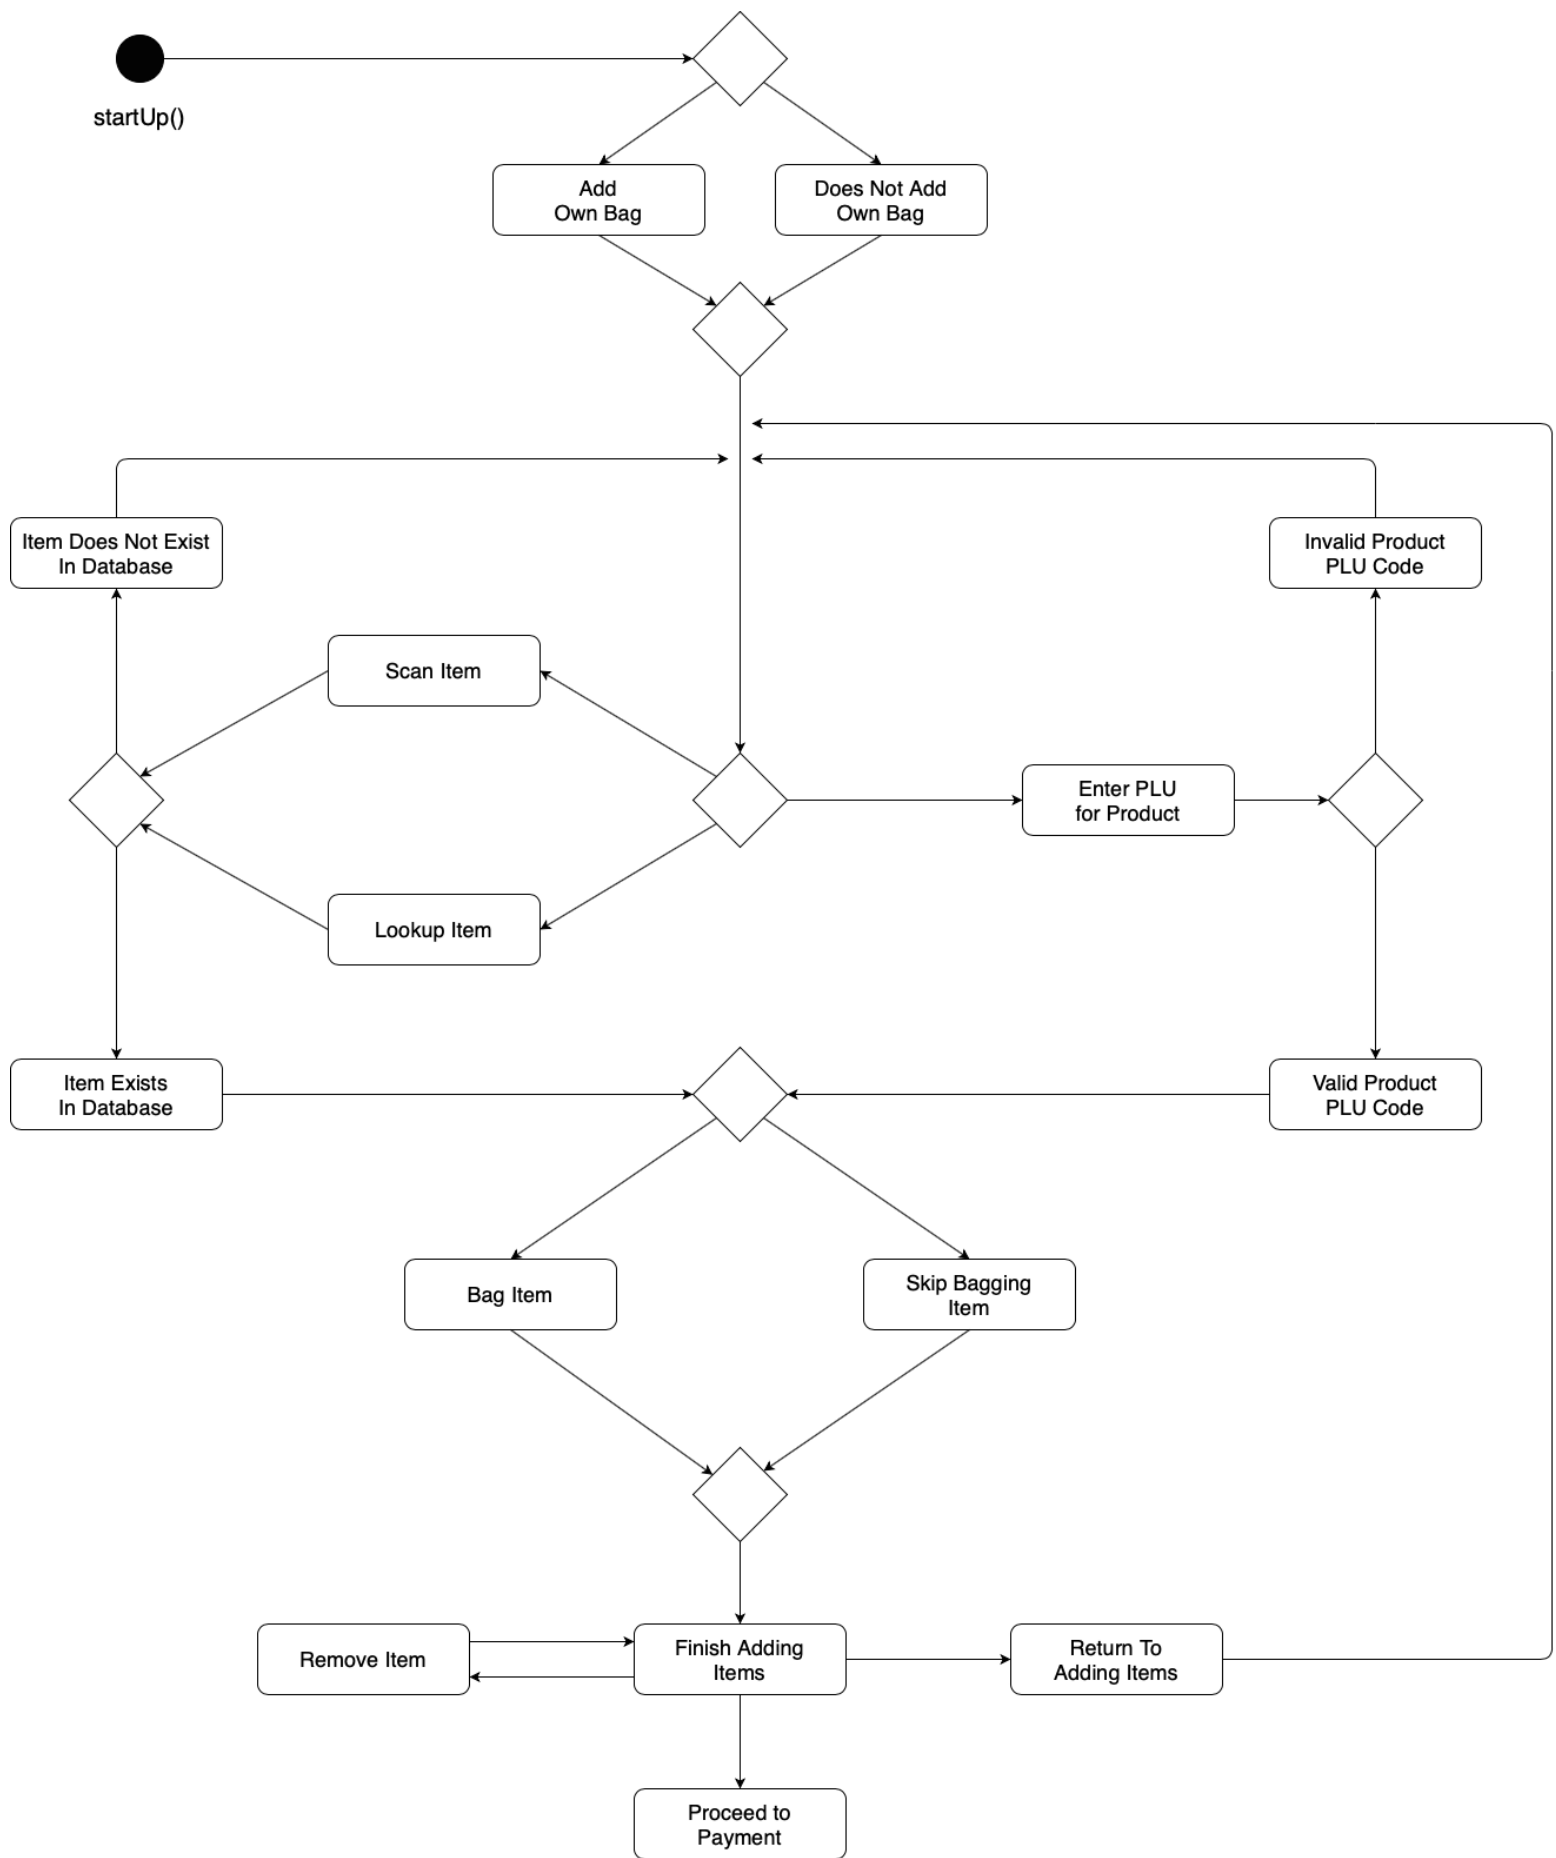 startUp()
Add
Own Bag
Does Not Add
Own Bag
Item Does Not Exist
In Database
Invalid Product
PLU Code
Scan Item
Enter PLU
for Product
Lookup Item
Item Exists
In Database
Valid Product
PLU Code
Bag Item
Skip Bagging
Item
Remove Item
Finish Adding
Items
Return To
Adding Items
Proceed to
Payment